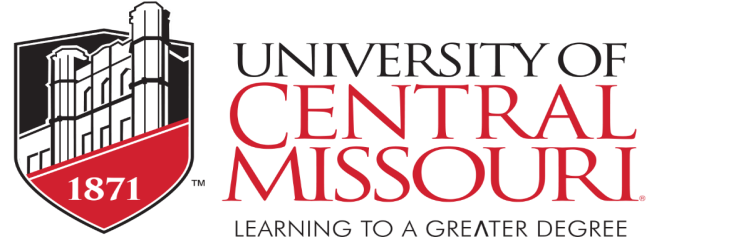 1871
™
UNIVERSITY OF
CENTRAL
MISSOURI®
LEARNING TO A GREATER DEGREE